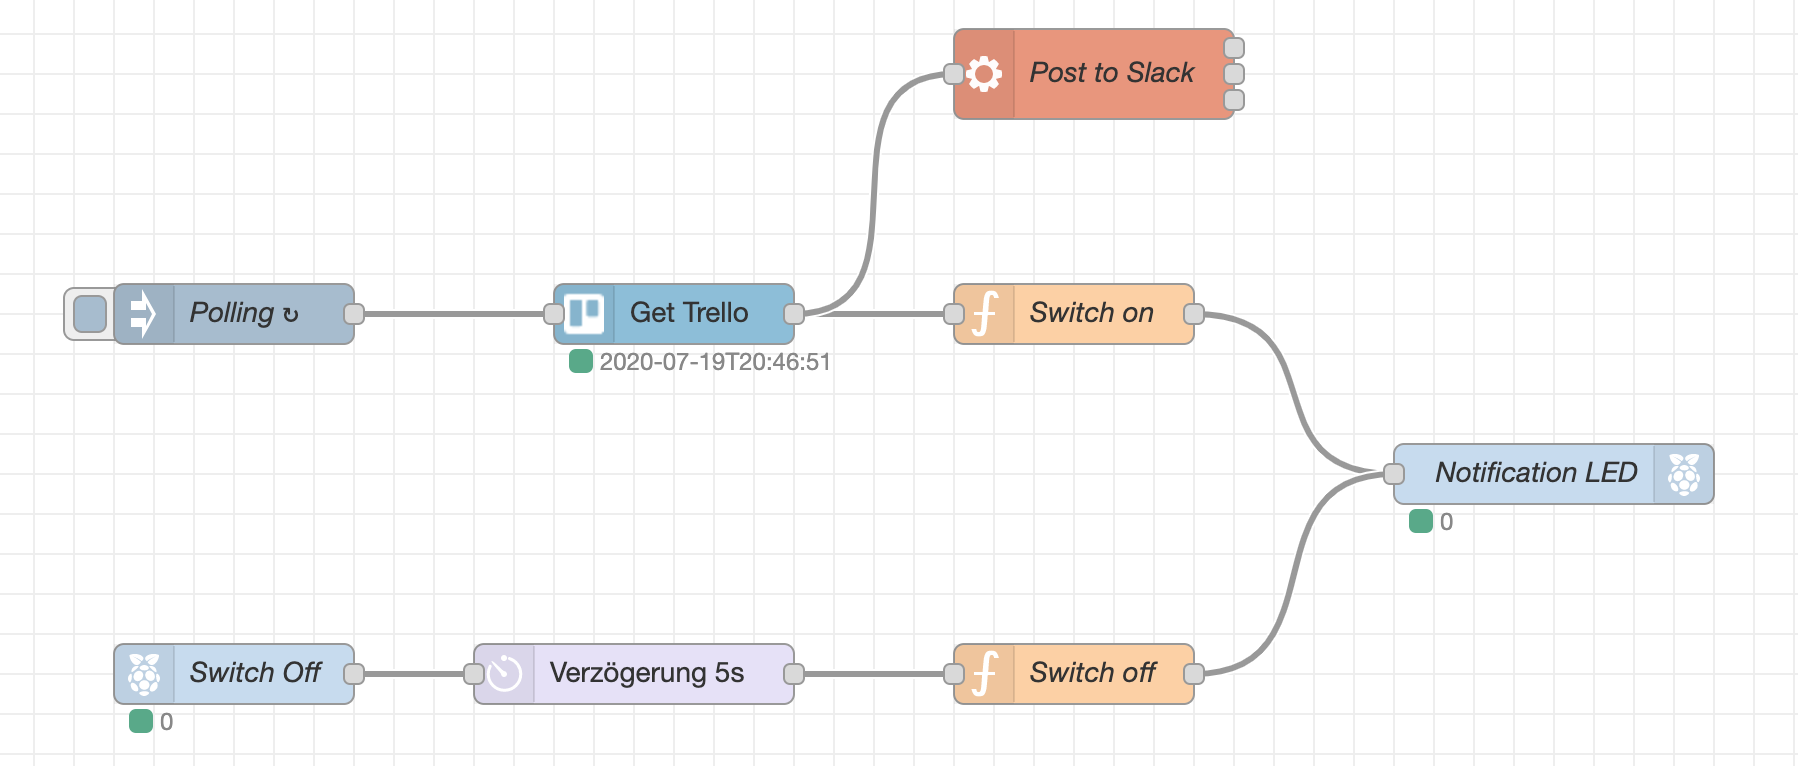 Post to Slack
Polling ↻
Get Trello
Switch on
2020-07-19T20:46:51
Notification LED
0
Switch Off
Verzögerung 5s
Switch off
0